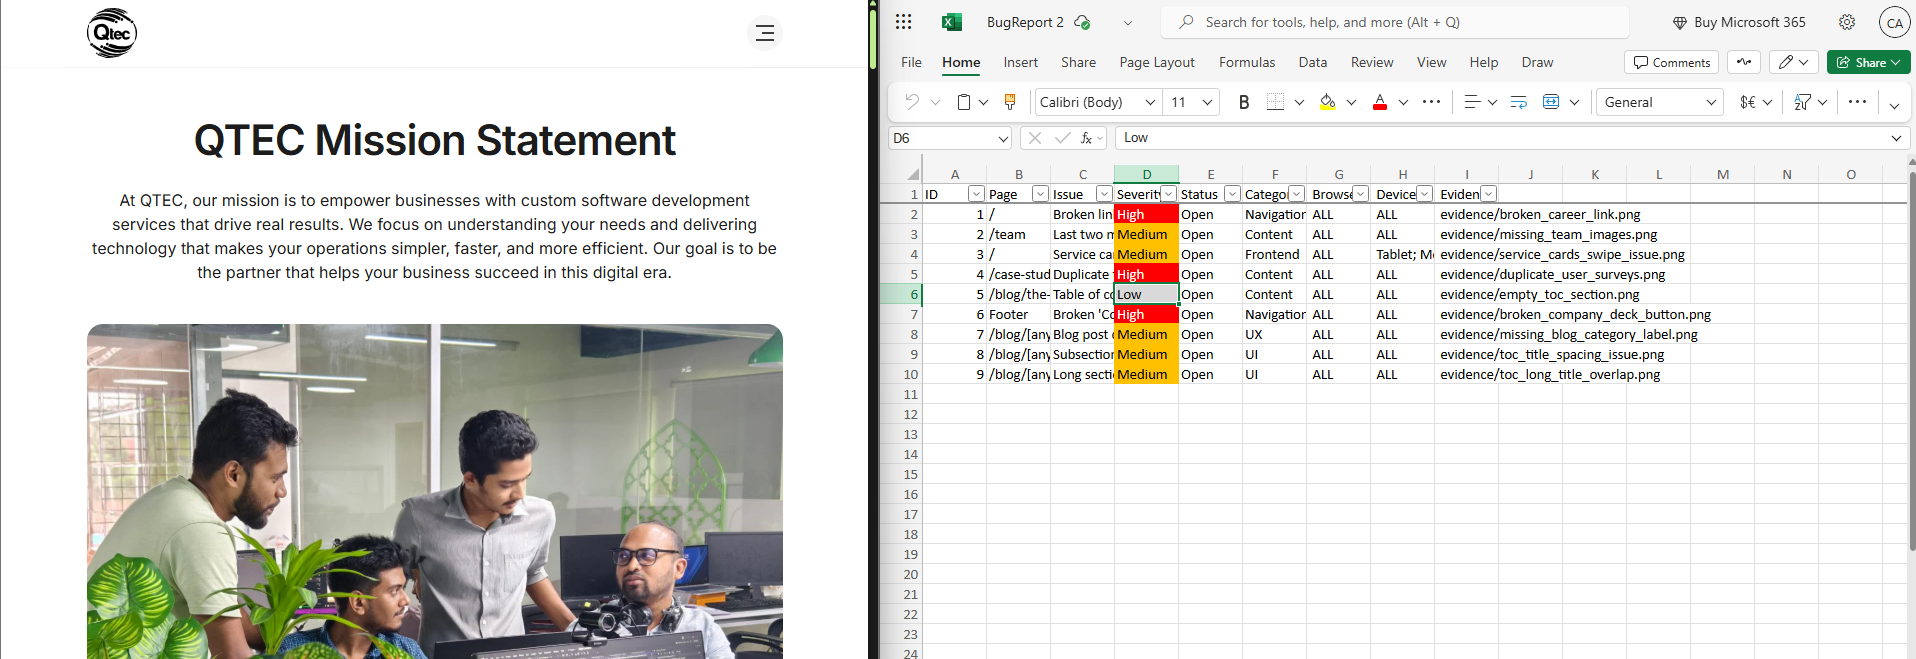 Qtec
QTEC Mission Statement
At QTEC, our mission is to empower businesses with custom software development
services that drive real results. We focus on understanding your needs and delivering
technology that makes your operations simpler, faster, and more efficient. Our goal is to be
the partner that helps your business succeed in this digital era.
BugReport 2
Search for tools, help, and more (Alt + Q)
Buy Microsoft 365
CA
File Home Insert Share Page Layout Formulas Data Review View Help Draw
Comments
Share
Calibri (Body) 11 B A General $€
D6 fx Low
A B C D E F G H I J K L M N O
1 ID Page Issue Severit Status Catego Browse Device Eviden
2 1 / Broken lin High Open Navigation ALL ALL evidence/broken_career_link.png
3 2 /team Last two m Medium Open Content ALL ALL evidence/missing_team_images.png
4 3 / Service ca Medium Open Frontend ALL Tablet; Mo evidence/service_cards_swipe_issue.png
5 4 /case-stud Duplicate High Open Content ALL ALL evidence/duplicate_user_surveys.png
6 5 /blog/the- Table of co Low Open Content ALL ALL evidence/empty_toc_section.png
7 6 Footer Broken 'Co High Open Navigation ALL ALL evidence/broken_company_deck_button.png
8 7 /blog/[any Blog post Medium Open UX ALL ALL evidence/missing_blog_category_label.png
9 8 /blog/[any Subsection Medium Open UI ALL ALL evidence/toc_title_spacing_issue.png
10 9 /blog/[any Long secti Medium Open UI ALL ALL evidence/toc_long_title_overlap.png
11
12
13
14
15
16
17
18
19
20
21
22
23
24